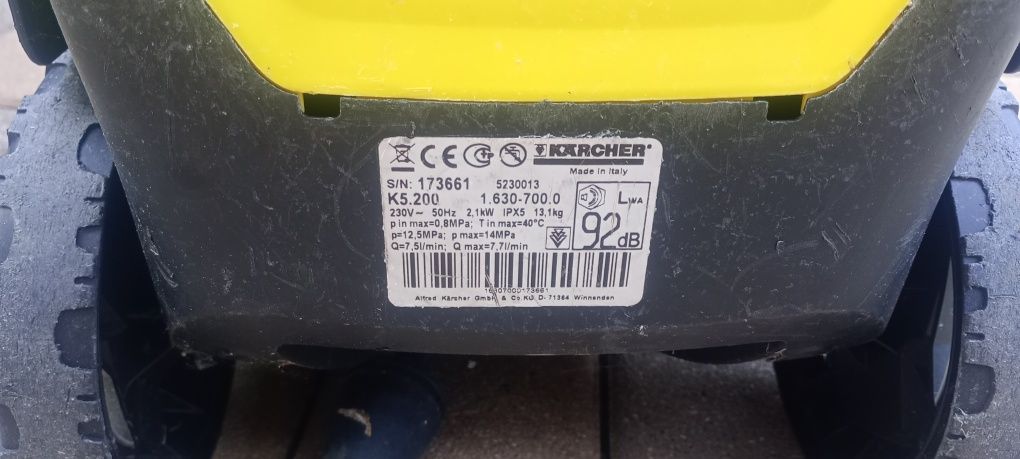 CE KÄRCHER®
Made in Italy
S/N: 173661 5230013
K5.200 1.630-700.0
230V~ 50Hz 2,1kW IPX5 13,1kg
p in max=0,8MPa; T in max=40°C
p=12,5MPa; p max=14MPa
Q=7,5l/min; Q max=7,7l/min
LWA
92dB
16307000173661
Alfred Kärcher GmbH & Co.KG D-71364 Winnenden